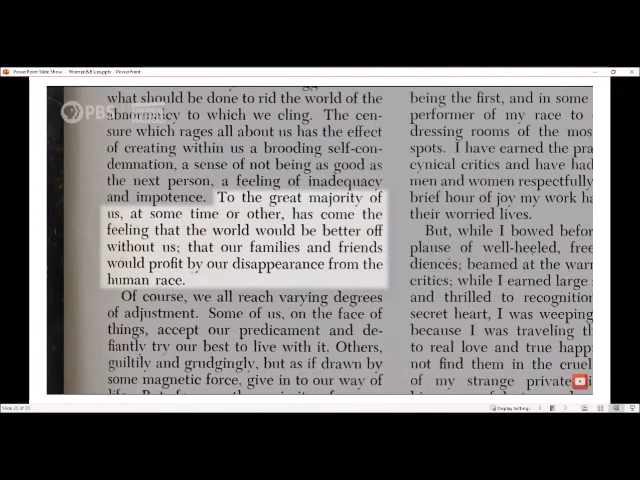 PowerPoint Slide Show - Women&Blues.pptx - PowerPoint
PBS
what should be done to rid the world of the
abnormalcy to which we cling. The cen-
sure which rages all about us has the effect
of creating within us a brooding self-con-
demnation, a sense of not being as good as
the next person, a feeling of inadequacy
and impotence. To the great majority of
us, at some time or other, has come the
feeling that the world would be better off
without us; that our families and friends
would profit by our disappearance from the
human race.
Of course, we all reach varying degrees
of adjustment. Some of us, on the face of
things, accept our predicament and de-
fiantly try our best to live with it. Others,
guiltily and grudgingly, but as if drawn by
some magnetic force, give in to our way of
being the first, and in some
performer of my race to
dressing rooms of the mos
spots. I have earned the pra
cynical critics and have had
men and women respectfully
brief hour of joy my work ha
their worried lives.
But, while I bowed befor
plause of well-heeled, free
diences; beamed at the warm
critics; while I earned large
and thrilled to recognition
secret heart, I was weeping
because I was traveling th
to real love and true happ
not find them in the cruel
of my strange private
Slide 25 of 33
Display Settings